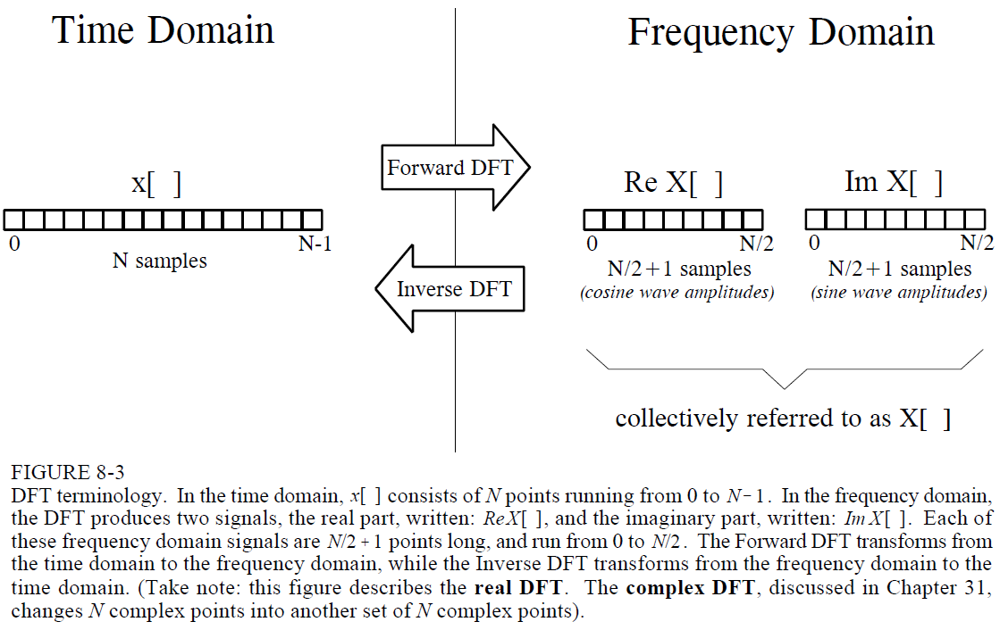 Time Domain
Frequency Domain
Forward DFT
x[ ]
Re X[ ]
Im X[ ]
0
N-1
N samples
0
N/2
N/2+1 samples
(cosine wave amplitudes)
0
N/2
N/2+1 samples
(sine wave amplitudes)
Inverse DFT
collectively referred to as X[ ]
FIGURE 8-3
DFT terminology. In the time domain, x[ ] consists of N points running from 0 to N-1. In the frequency domain,
the DFT produces two signals, the real part, written: ReX[ ], and the imaginary part, written: Im X[ ]. Each of
these frequency domain signals are N/2 + 1 points long, and run from 0 to N/2. The Forward DFT transforms from
the time domain to the frequency domain, while the Inverse DFT transforms from the frequency domain to the
time domain. (Take note: this figure describes the real DFT. The complex DFT, discussed in Chapter 31,
changes N complex points into another set of N complex points).